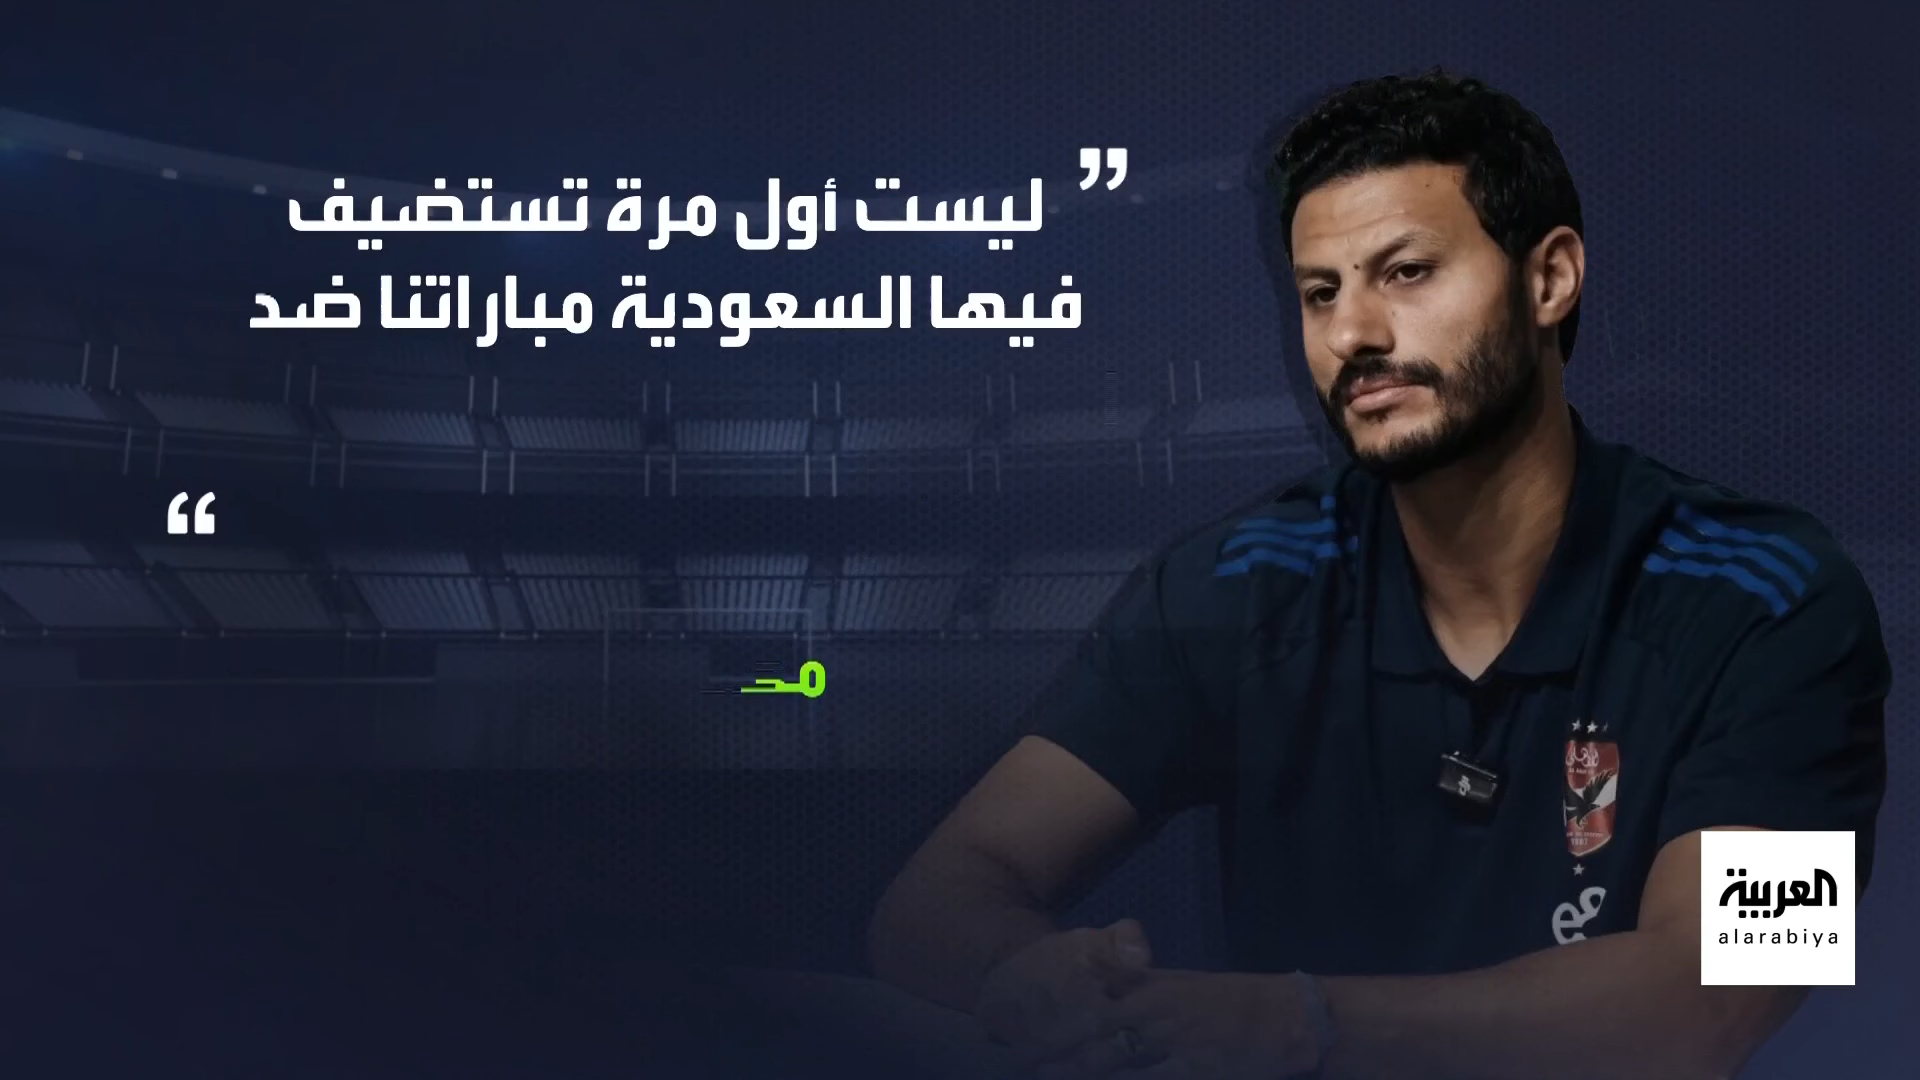 ليست أول مرة تستضيف
فيها السعودية مباراتنا ضد
العربية
alarabiya